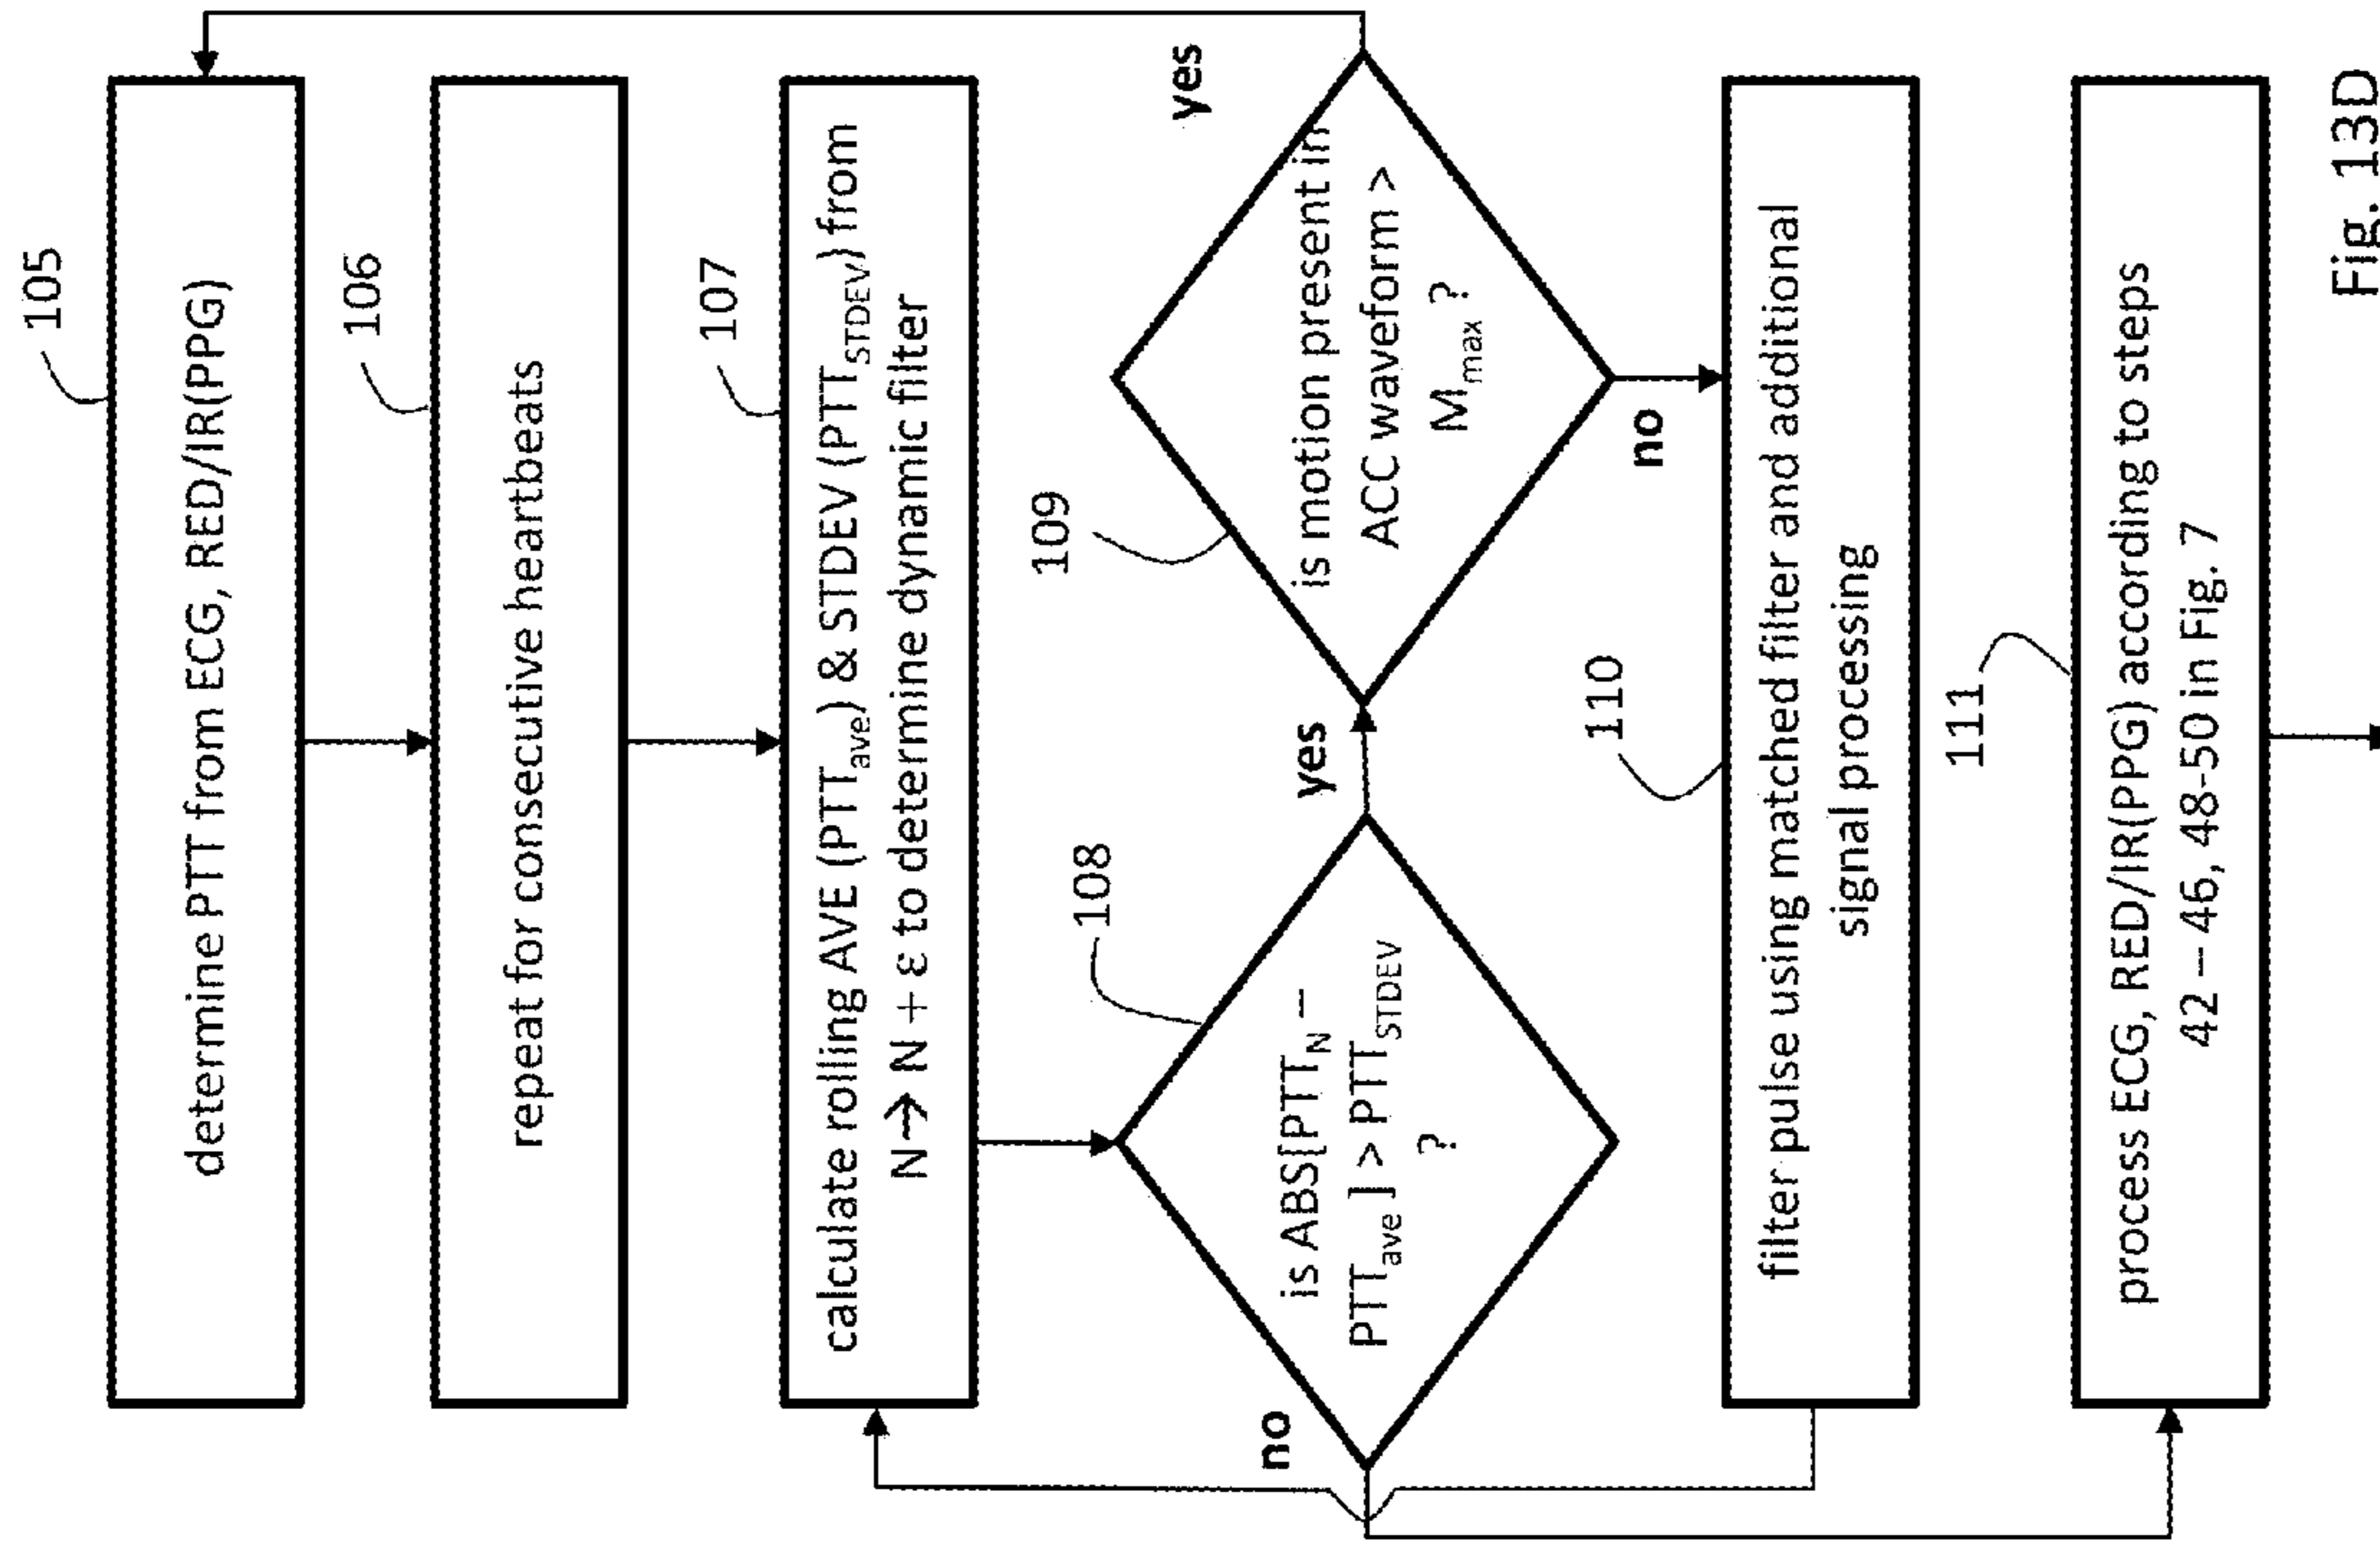 105
determine PTT from ECG, RED/IR(PPG)
106
repeat for consecutive heartbeats
107
calculate rolling AVE (PTTave) & STDEV (PTTSTDEV) from
N→ N + ε to determine dynamic filter
108
is ABS[PTTN –
PTTave ] > PTTSTDEV
?
no
yes
109
is motion present in
ACC waveform >
Mmax ?
yes
no
110
filter pulse using matched filter and additional
signal processing
111
process ECG, RED/IR(PPG) according to steps
42 – 46, 48-50 in Fig. 7
Fig. 13D